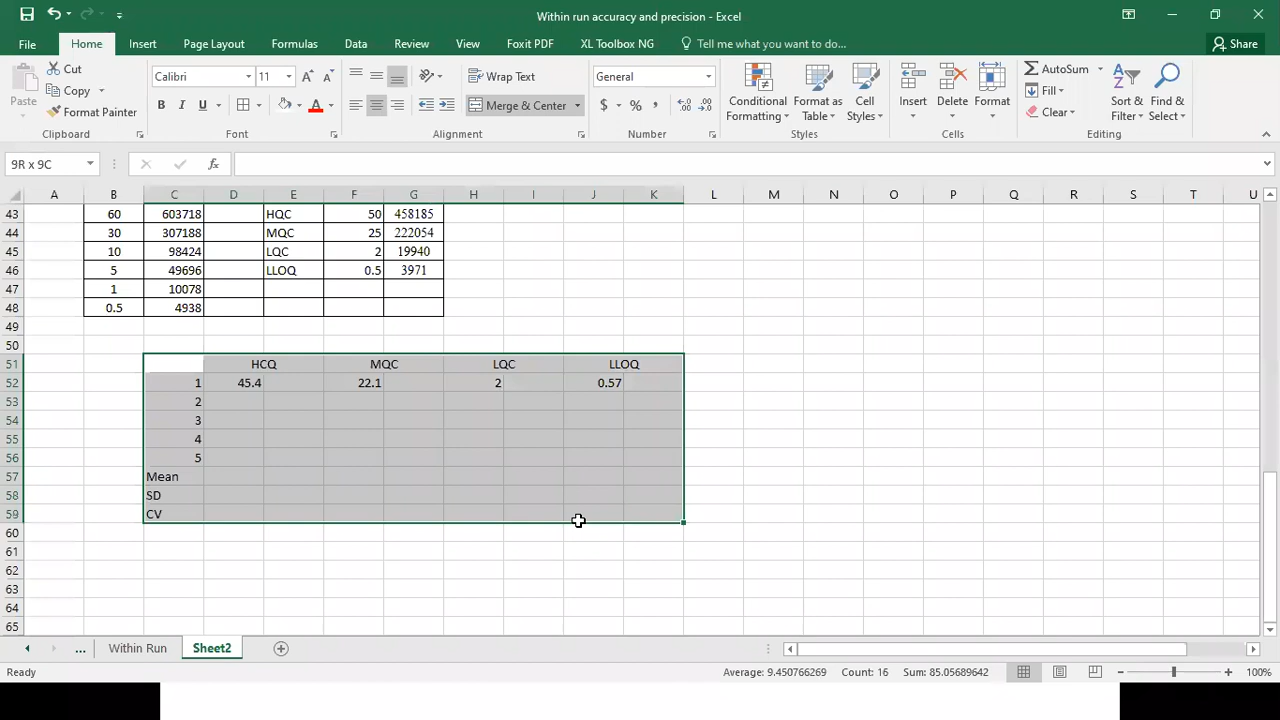 Within run accuracy and precision - Excel
File Home Insert Page Layout Formulas Data Review View Foxit PDF XL Toolbox NG Tell me what you want to do... Share
Paste Cut Copy Format Painter Clipboard
Calibri 11 A A B I U A Font
Wrap Text Merge & Center Alignment
General $ % , Number
Conditional Formatting Format as Table Cell Styles Styles
Insert Delete Format Cells
AutoSum Fill Clear Sort & Filter Find & Select Editing
9R x 9C fx
A B C D E F G H I J K L M N O P Q R S T U
43 60 603718 HQC 50 458185
44 30 307188 MQC 25 222054
45 10 98424 LQC 2 19940
46 5 49696 LLOQ 0.5 3971
47 1 10078
48 0.5 4938
49
50
51 HCQ MQC LQC LLOQ
52 1 45.4 22.1 2 0.57
53 2
54 3
55 4
56 5
57 Mean
58 SD
59 CV
60
61
62
63
64
65
... Within Run Sheet2
Ready Average: 9.450766269 Count: 16 Sum: 85.05689642 100%